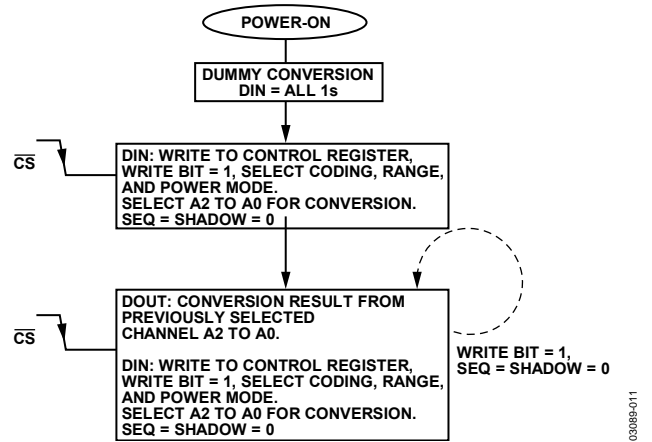 POWER-ON
DUMMY CONVERSION
DIN = ALL 1s
CS
DIN: WRITE TO CONTROL REGISTER,
WRITE BIT = 1, SELECT CODING, RANGE,
AND POWER MODE.
SELECT A2 TO A0 FOR CONVERSION.
SEQ = SHADOW = 0
CS
DOUT: CONVERSION RESULT FROM
PREVIOUSLY SELECTED
CHANNEL A2 TO A0.
DIN: WRITE TO CONTROL REGISTER,
WRITE BIT = 1, SELECT CODING, RANGE,
AND POWER MODE.
SELECT A2 TO A0 FOR CONVERSION.
SEQ = SHADOW = 0
WRITE BIT = 1,
SEQ = SHADOW = 0
03089-011